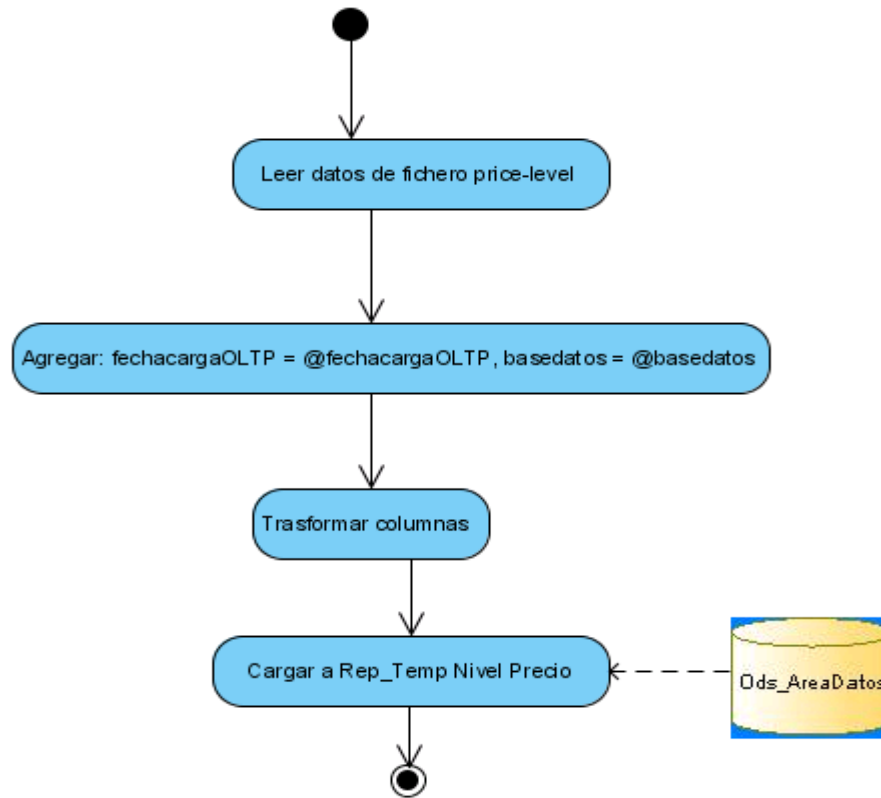 Leer datos de fichero price-level
Agregar: fechacargaOLTP = @fechacargaOLTP, basedatos = @basedatos
Trasformar columnas
Cargar a Rep_Temp Nivel Precio
Ods_AreaDatos